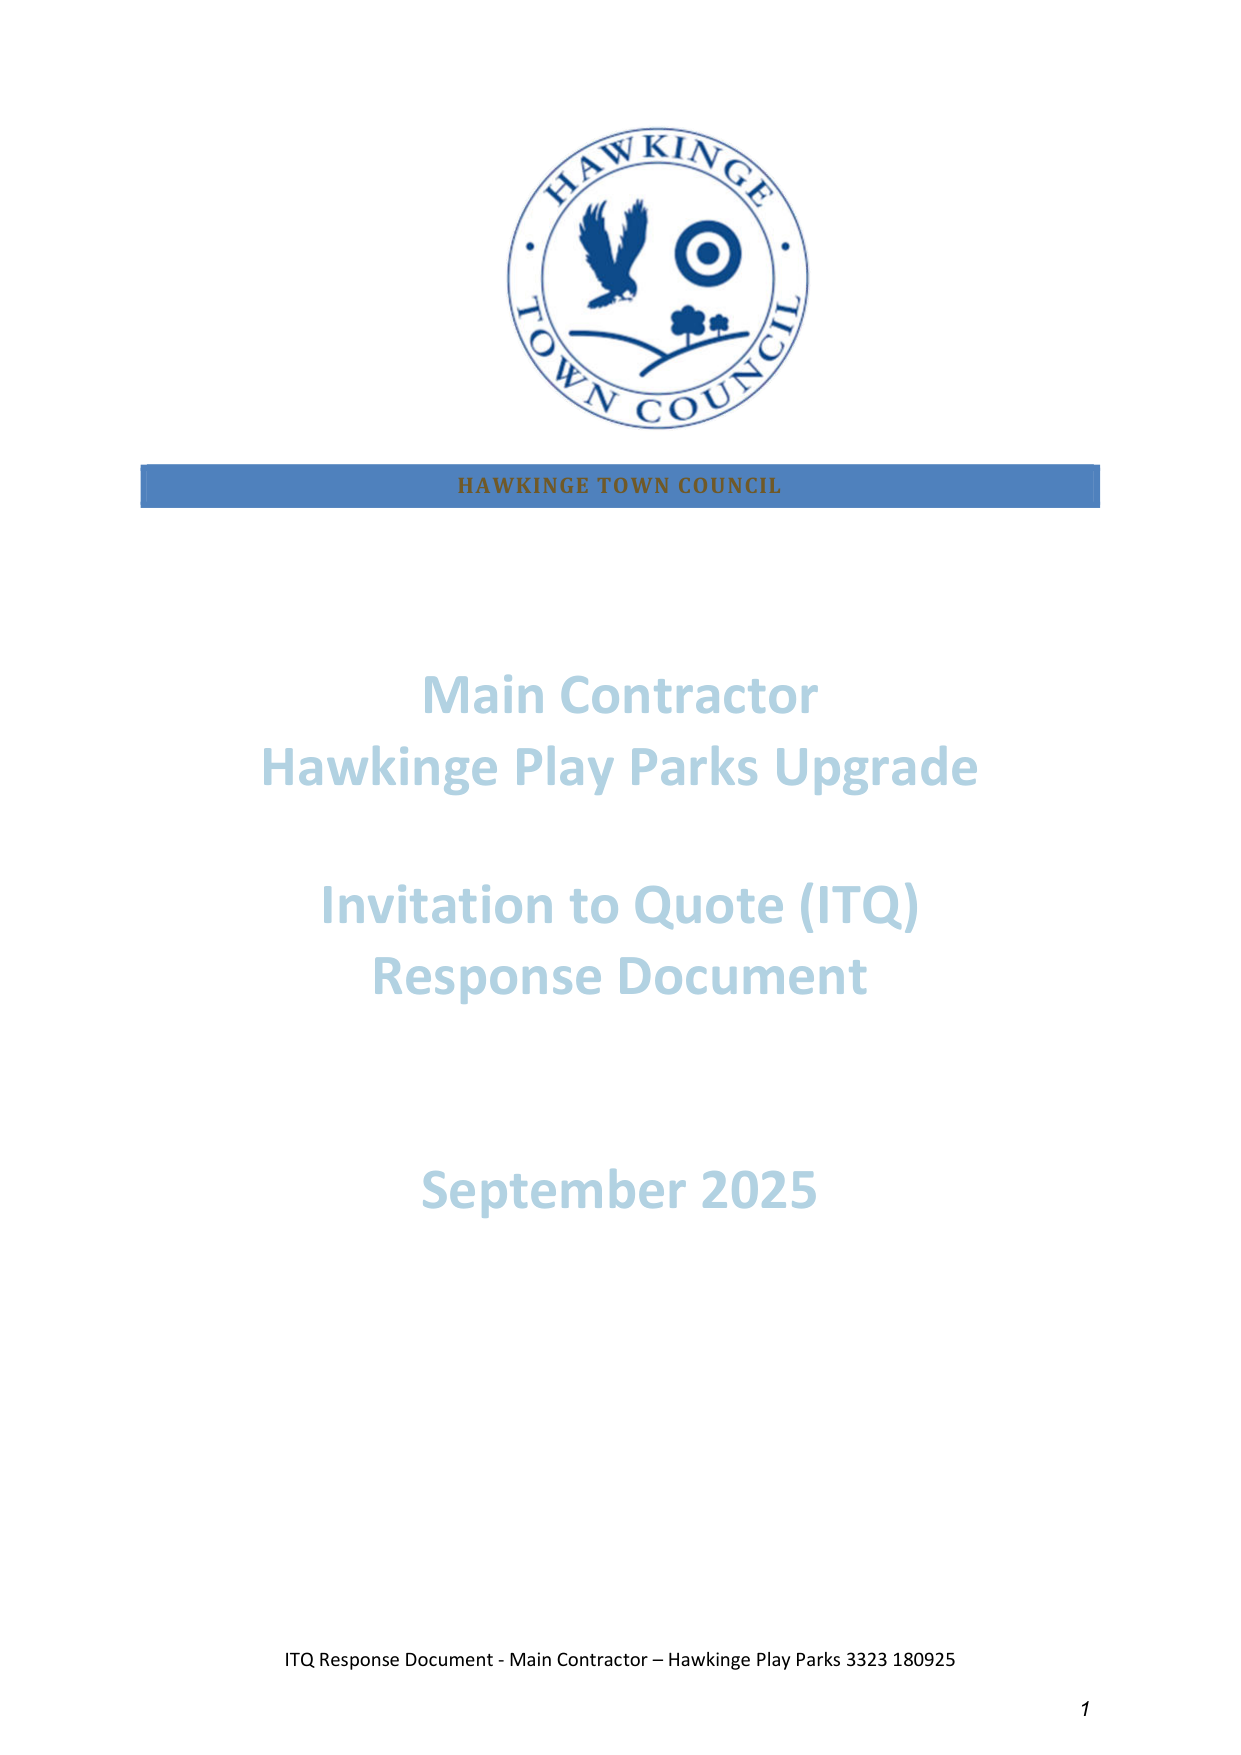 HAWKINGE
TOWN COUNCIL
HAWKINGE TOWN COUNCIL
Main Contractor
Hawkinge Play Parks Upgrade
Invitation to Quote (ITQ)
Response Document
September 2025
ITQ Response Document - Main Contractor – Hawkinge Play Parks 3323 180925
1